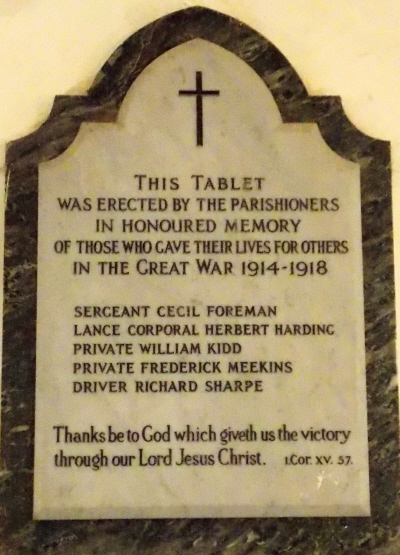 THIS TABLET
WAS ERECTED BY THE PARISHIONERS
IN HONOURED MEMORY
OF THOSE WHO GAVE THEIR LIVES FOR OTHERS
IN THE GREAT WAR 1914-1918
SERGEANT CECIL FOREMAN
LANCE CORPORAL HERBERT HARDING
PRIVATE WILLIAM KIDD
PRIVATE FREDERICK MEEKINS
DRIVER RICHARD SHARPE
Thanks be to God which giveth us the victory
through our Lord Jesus Christ. 1.Cor. XV. 57.